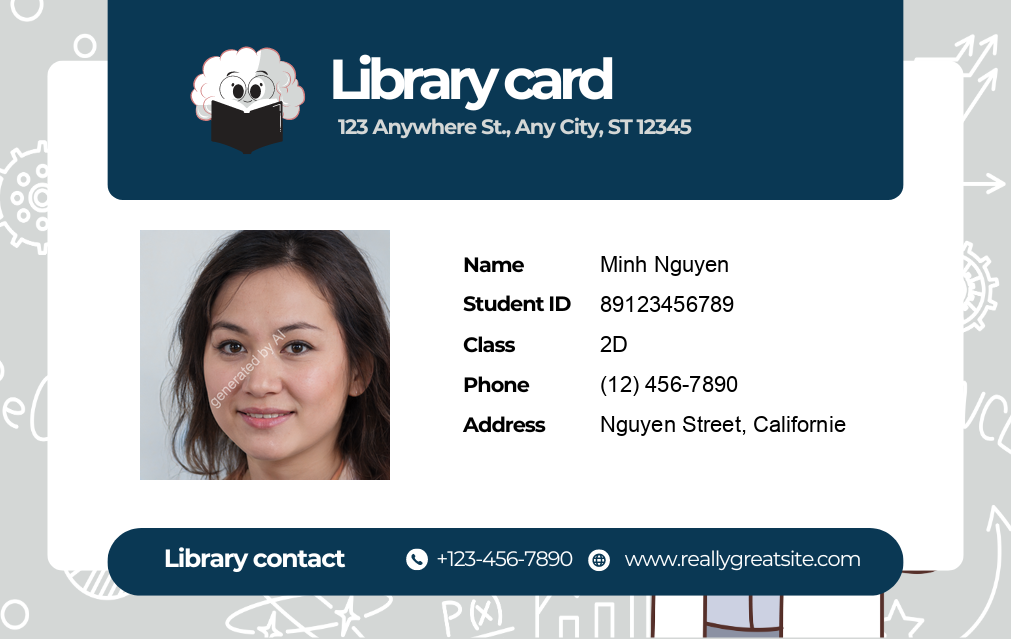 Library card
123 Anywhere St., Any City, ST 12345
Name Minh Nguyen
Student ID 89123456789
Class 2D
Phone (12) 456-7890
Address Nguyen Street, Californie
generated by AI
Library contact +123-456-7890 www.reallygreatsite.com
P(x)